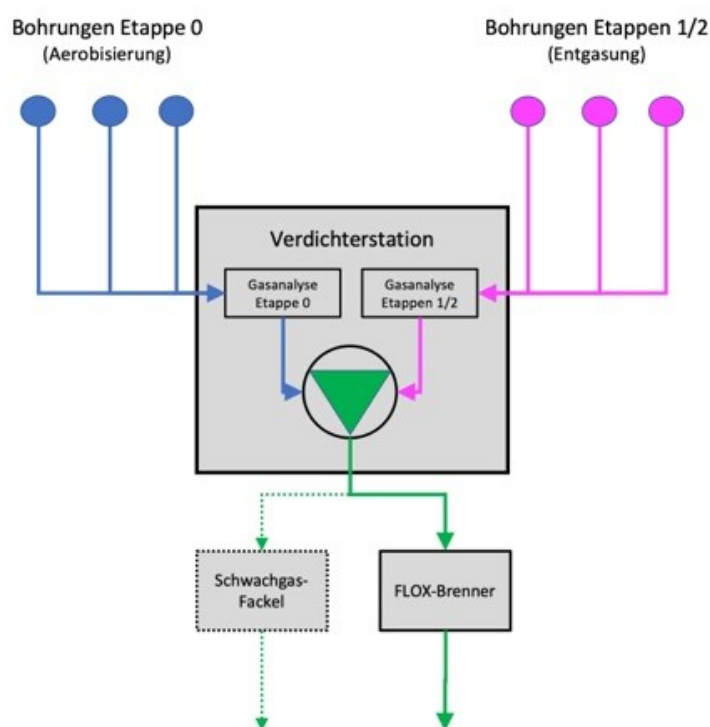 Bohrungen Etappe 0
(Aerobisierung)
Bohrungen Etappen 1/2
(Entgasung)
Verdichterstation
Gasanalyse
Etappe 0
Gasanalyse
Etappen 1/2
Schwachgas-
Fackel
FLOX-Brenner